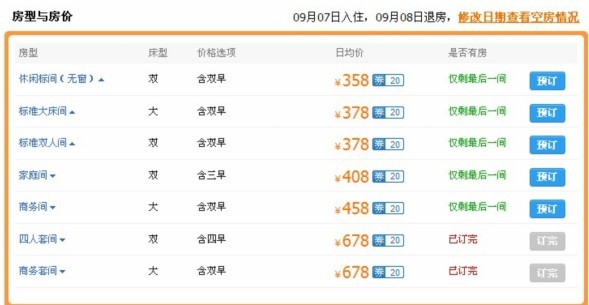 房型与房价 09月07日入住，09月08日退房，修改日期查看空房情况
房型 床型 价格选项 日均价 是否有房
休闲标间（无窗） 双 含双早 ¥358 券 20 仅剩最后一间 预订
标准大床间 大 含双早 ¥378 券 20 仅剩最后一间 预订
标准双人间 双 含双早 ¥378 券 20 仅剩最后一间 预订
家庭间 双 含三早 ¥408 券 20 仅剩最后一间 预订
商务间 大 含双早 ¥458 券 20 仅剩最后一间 预订
四人套间 双 含四早 ¥678 券 20 已订完 订完
商务套间 大 含双早 ¥678 券 20 已订完 订完